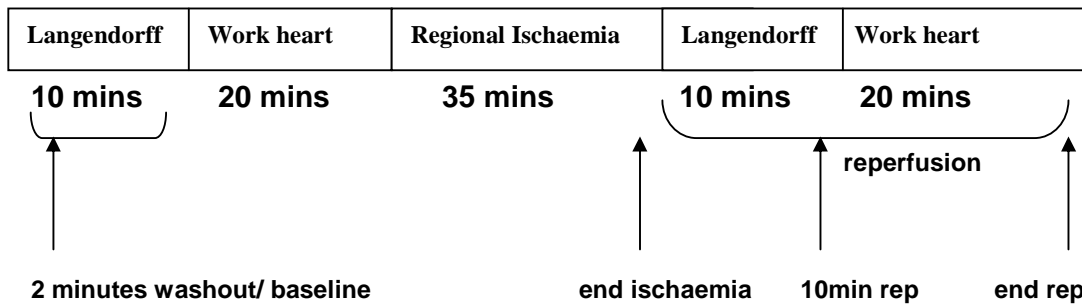 Langendorff Work heart Regional Ischaemia Langendorff Work heart
10 mins 20 mins 35 mins 10 mins 20 mins
reperfusion
2 minutes washout/ baseline end ischaemia 10min rep end rep